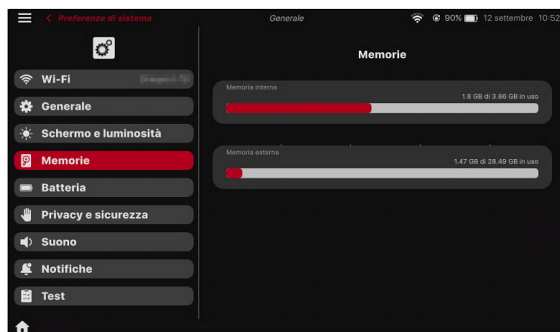 Preferenze di sistema
Generale
90%
12 settembre 10:52
Wi-Fi
Generale
Schermo e luminosità
Memorie
Batteria
Privacy e sicurezza
Suono
Notifiche
Test
Memorie
Memoria interna
1.8 GB di 3.86 GB in uso
Memoria esterna
1.47 GB di 28.49 GB in uso